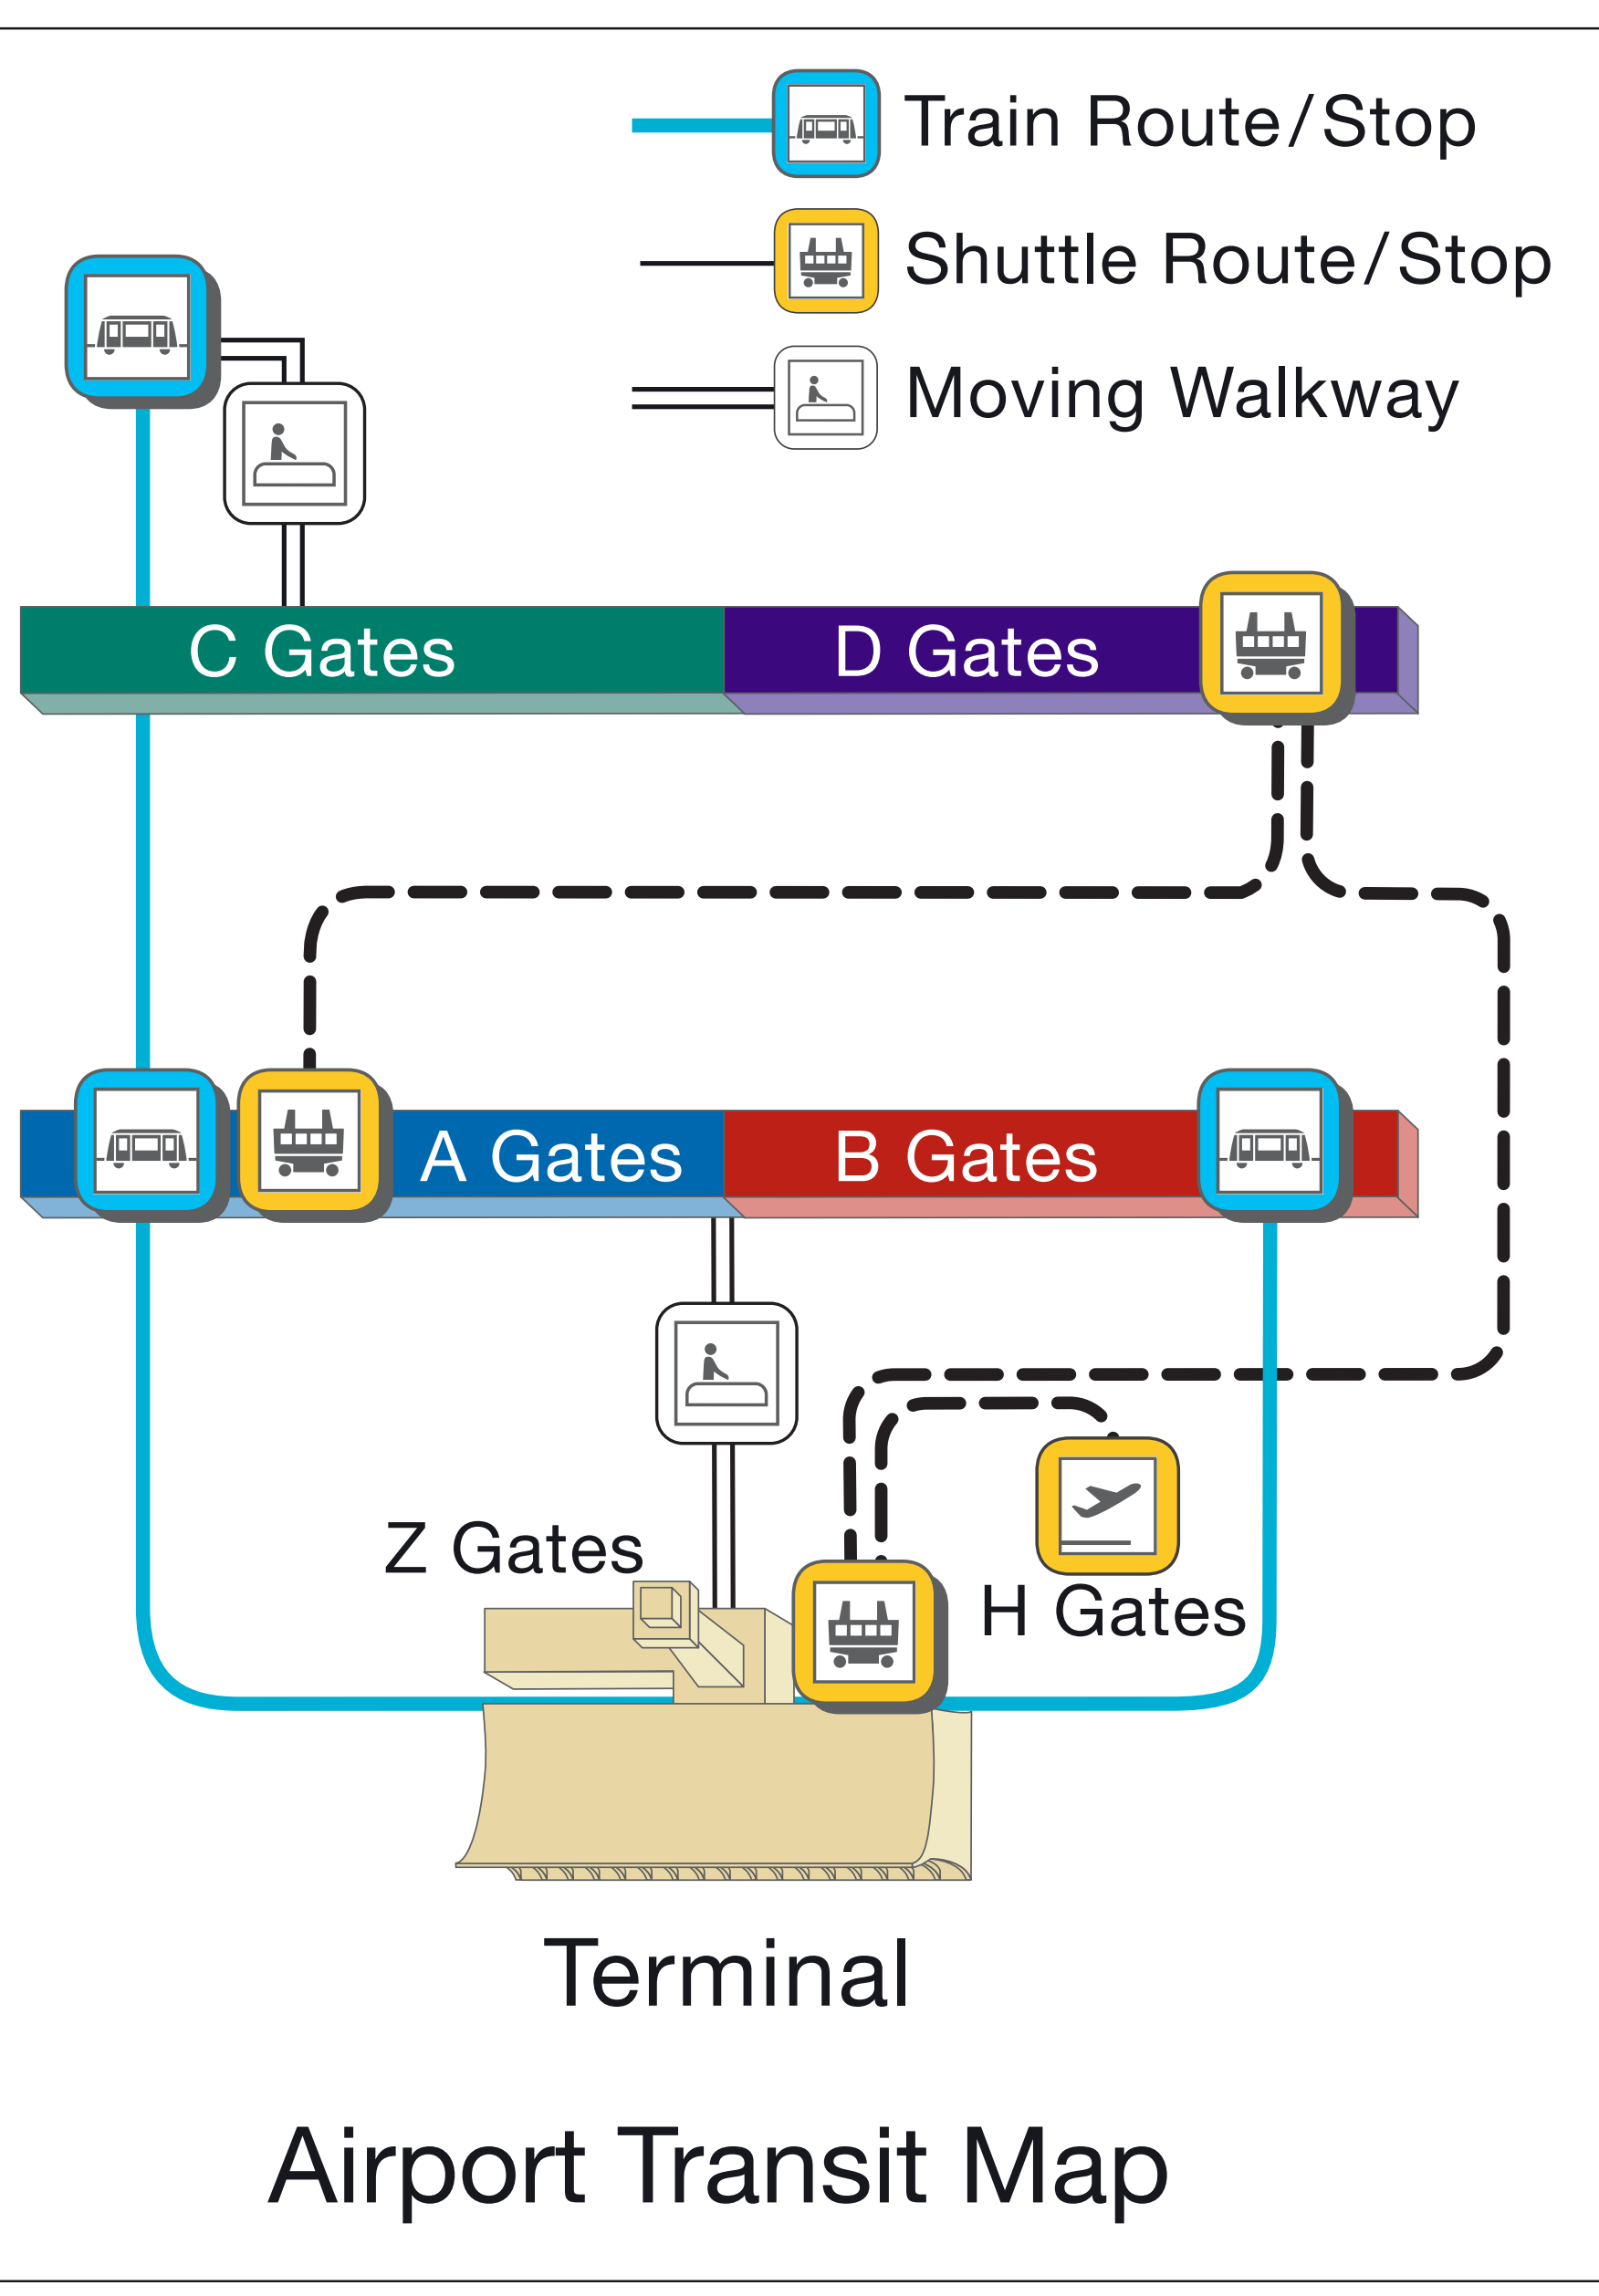 Train Route/Stop
Shuttle Route/Stop
Moving Walkway
C Gates
D Gates
A Gates
B Gates
Z Gates
H Gates
Terminal
Airport Transit Map